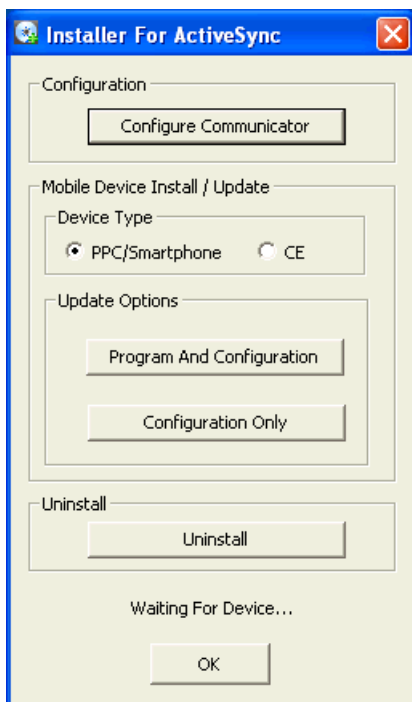 Installer For ActiveSync
Configuration
Configure Communicator
Mobile Device Install / Update
Device Type
PPC/Smartphone CE
Update Options
Program And Configuration
Configuration Only
Uninstall
Uninstall
Waiting For Device...
OK